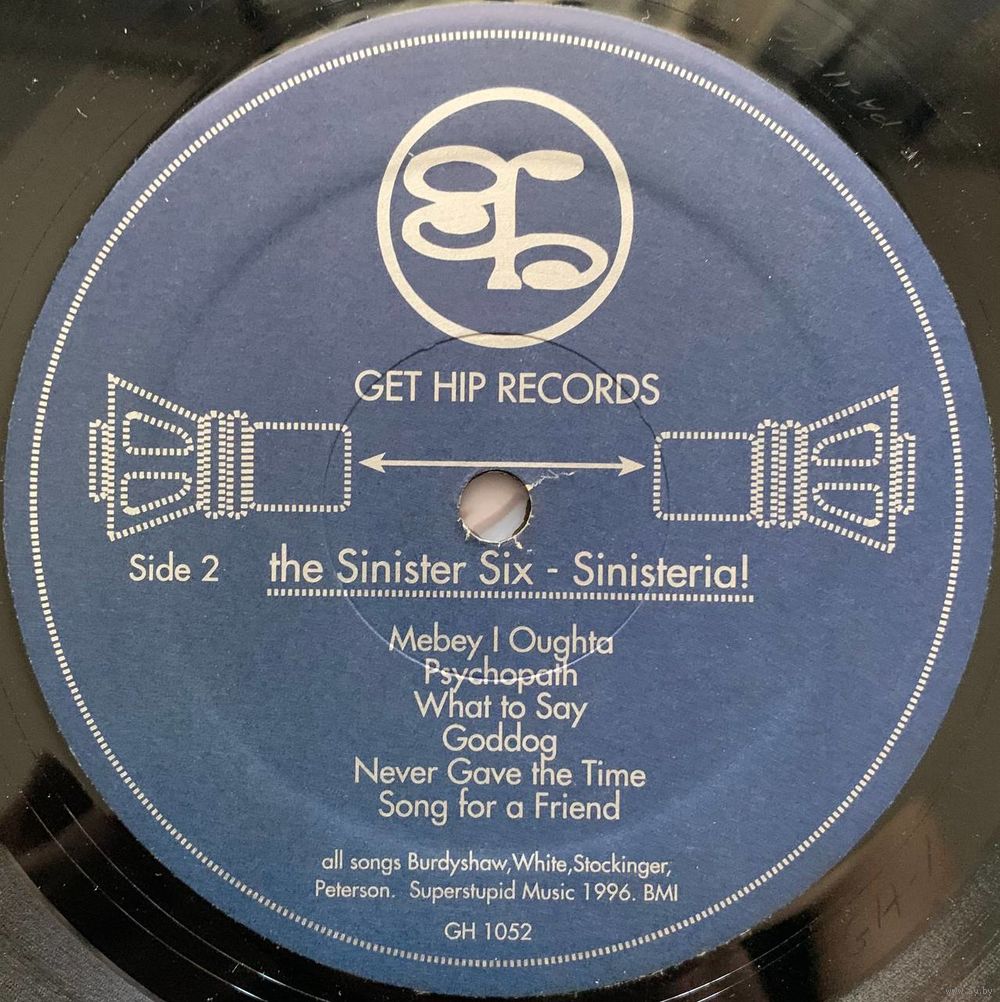 gh
GET HIP RECORDS
Side 2 the Sinister Six - Sinisteria!
Mebey I Oughta
Psychopath
What to Say
Goddog
Never Gave the Time
Song for a Friend
all songs Burdyshaw,White,Stockinger,
Peterson. Superstupid Music 1996. BMI
GH 1052